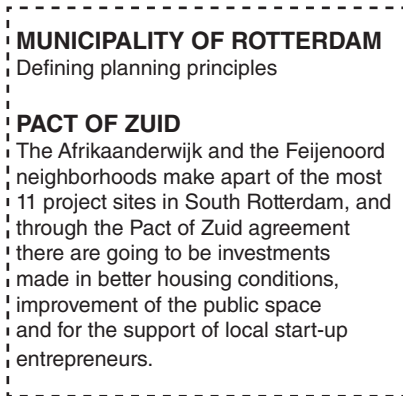 MUNICIPALITY OF ROTTERDAM
Defining planning principles
PACT OF ZUID
The Afrikaanderwijk and the Feijenoord
neighborhoods make apart of the most
11 project sites in South Rotterdam, and
through the Pact of Zuid agreement
there are going to be investments
made in better housing conditions,
improvement of the public space
and for the support of local start-up
entrepreneurs.